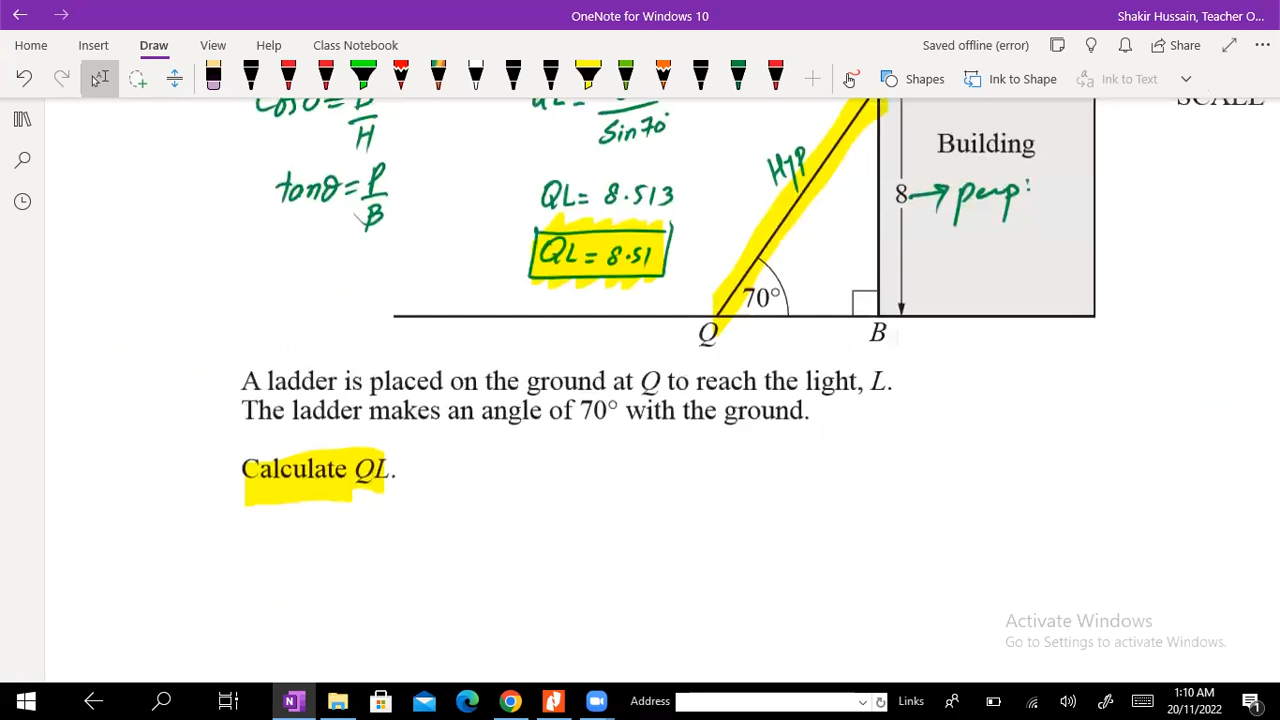 OneNote for Windows 10
Shakir Hussain, Teacher O...
Home Insert Draw View Help Class Notebook
Saved offline (error) Share
Shapes Ink to Shape Ink to Text
SCALE
cosθ = B/H
QL = /Sin70°
Building
Hyp
tanθ = P/B
QL = 8.513
8 → perp:
QL = 8.51
70°
Q B
A ladder is placed on the ground at Q to reach the light, L.
The ladder makes an angle of 70° with the ground.
Calculate QL.
Activate Windows
Go to Settings to activate Windows.
Address Links
1:10 AM
20/11/2022